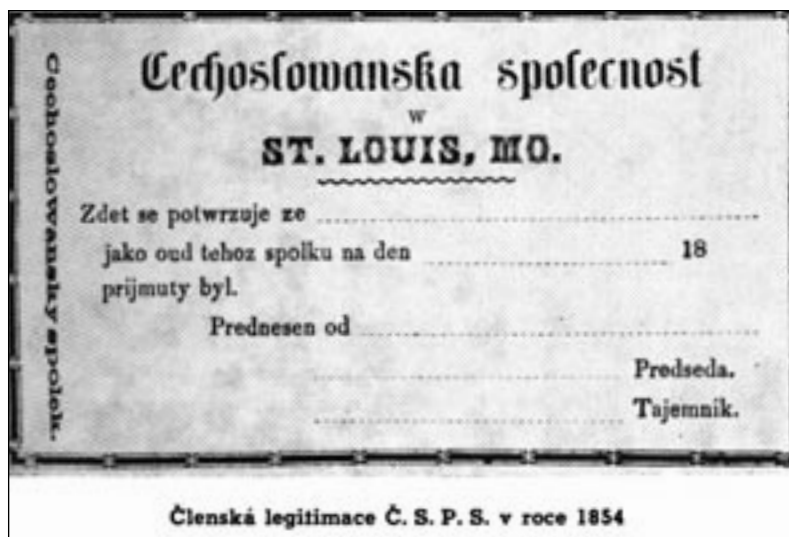 Cechoslowansky spolek.
Cechoslowanska spolecnost
w
ST. LOUIS, MO.
Zdet se potwrzuje ze
jako oud tehoz spolku na den 18
prijmuty byl.
Prednesen od
Predseda.
Tajemnik.
Členská legitimace Č. S. P. S. v roce 1854